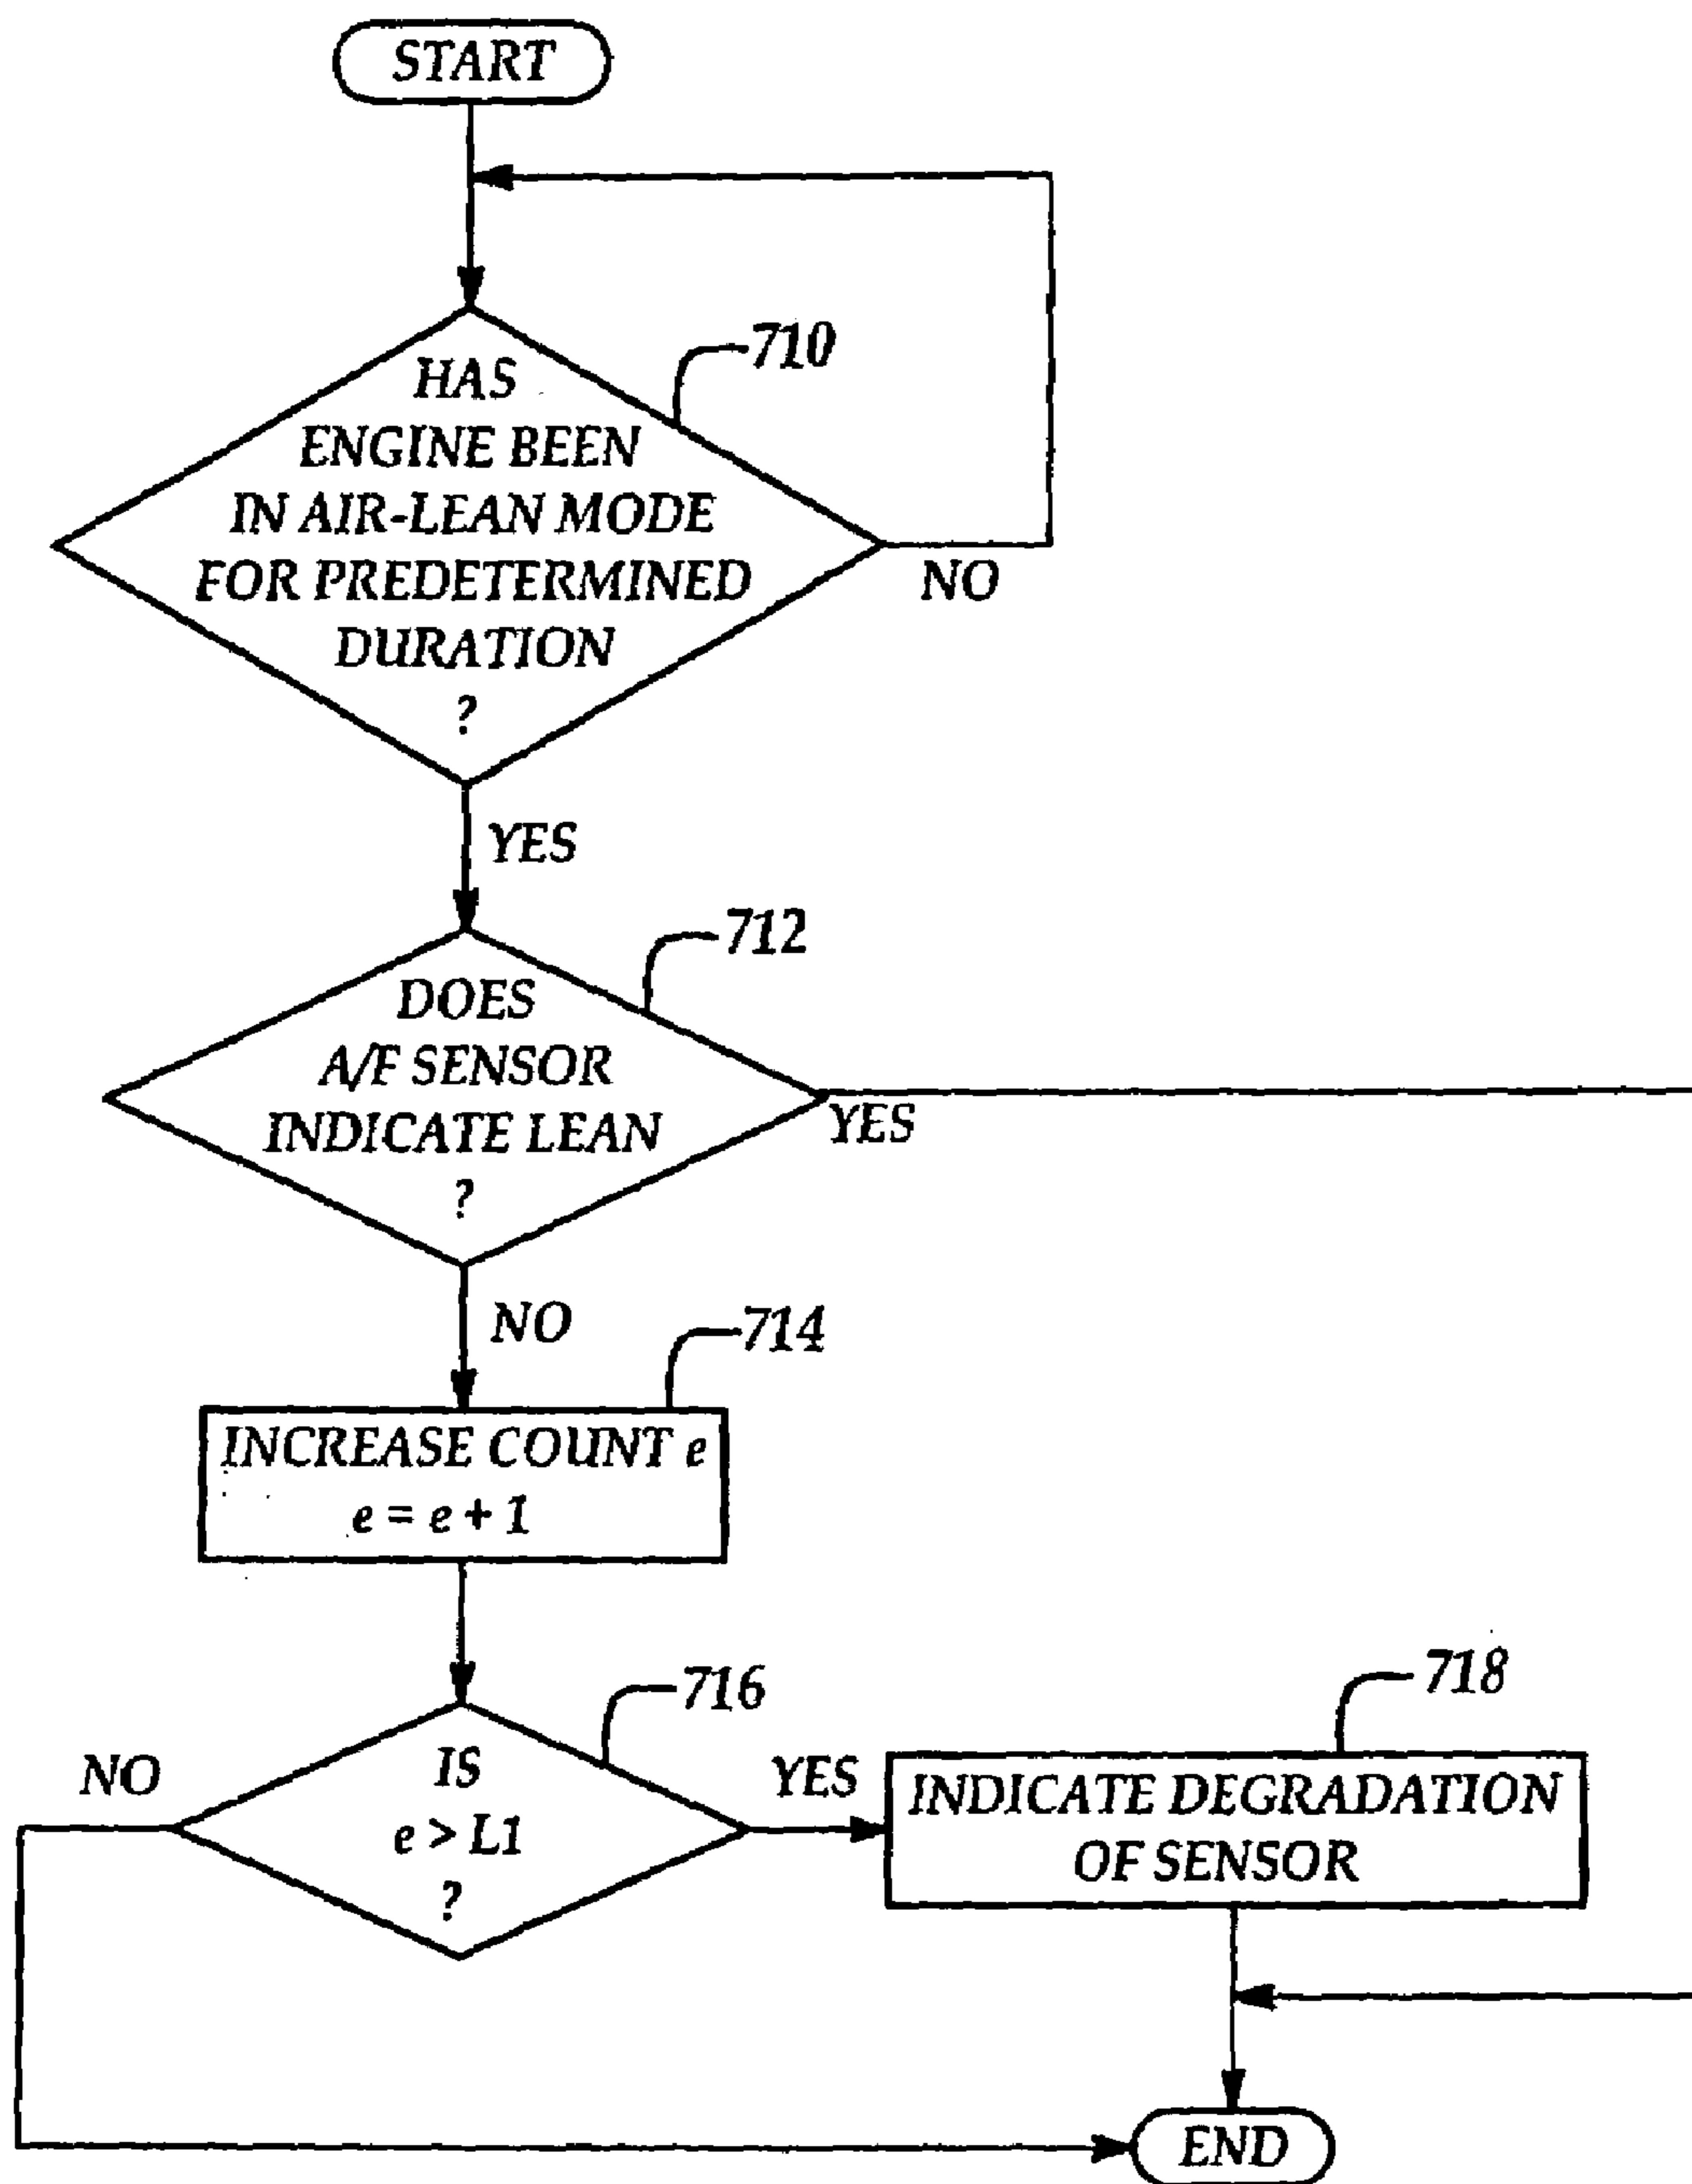 START
710
HAS
ENGINE BEEN
IN AIR-LEAN MODE
FOR PREDETERMINED
DURATION
?
NO
YES
712
DOES
A/F SENSOR
INDICATE LEAN
?
YES
NO
714
INCREASE COUNT e
e = e + 1
716
IS
e > L1
?
NO
YES
718
INDICATE DEGRADATION
OF SENSOR
END